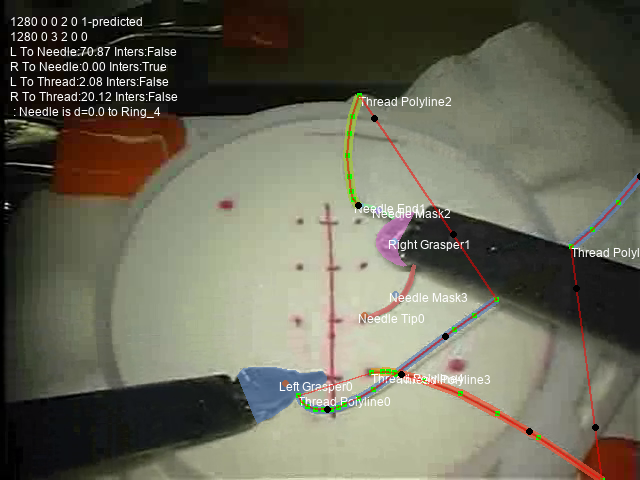 1280 0 0 2 0 1-predicted
1280 0 3 2 0 0
L To Needle:70.87 Inters:False
R To Needle:0.00 Inters:True
L To Thread:2.08 Inters:False
R To Thread:20.12 Inters:False
: Needle is d=0.0 to Ring_4
Thread Polyline2
Needle End1
Needle Mask2
Right Grasper1
Thread Poly
Needle Mask3
Needle Tip0
Left Grasper0
Polyline3
Thread Polyline0